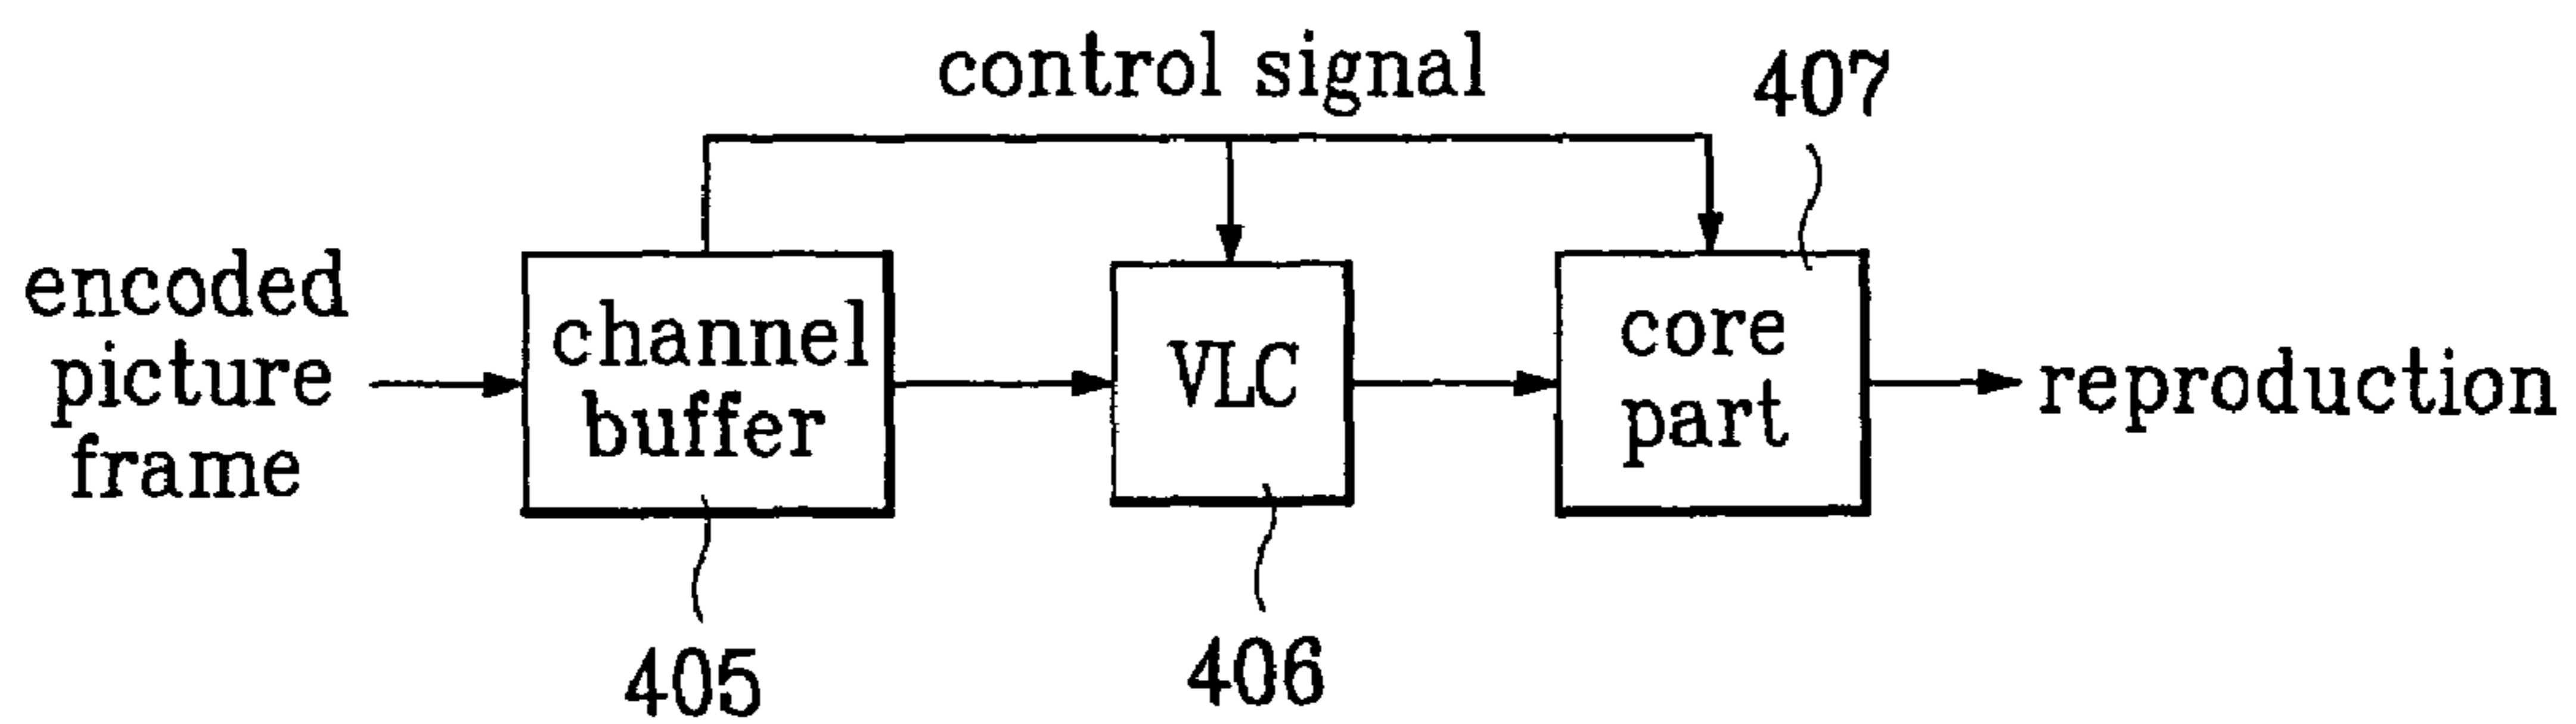 control signal
407
encoded
picture
frame
channel
buffer
VLC
core
part
reproduction
405
406